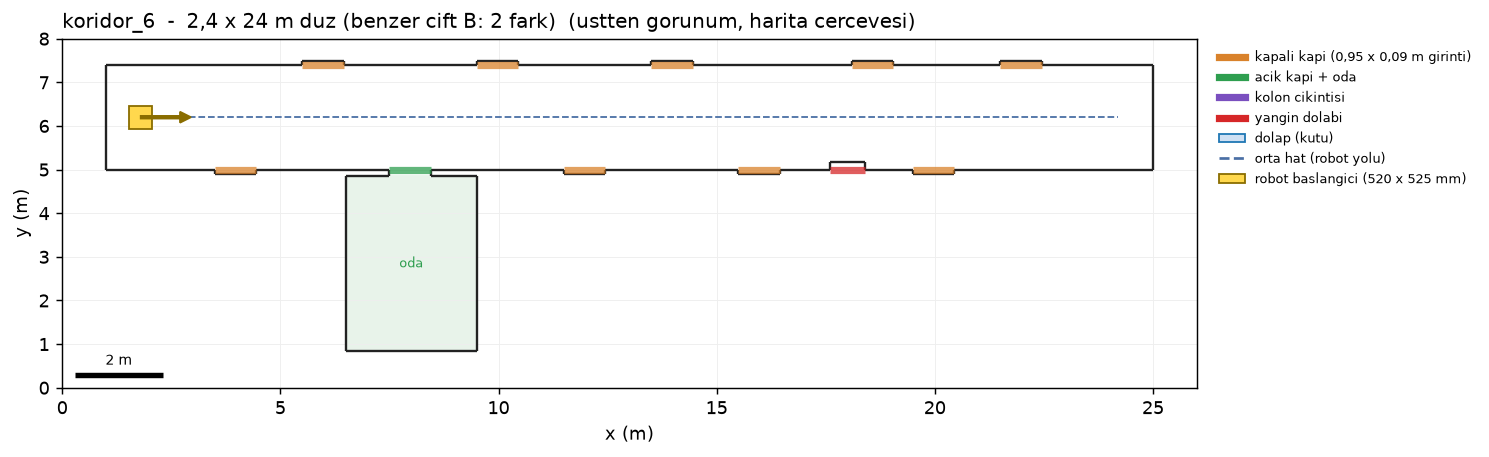 koridor_6  -  2,4 x 24 m duz (benzer cift B: 2 fark)  (ustten gorunum, harita cercevesi)
kapali kapi (0,95 x 0,09 m girinti)
acik kapi + oda
kolon cikintisi
yangin dolabi
dolap (kutu)
orta hat (robot yolu)
robot baslangici (520 x 525 mm)
8
7
6
5
4
3
2
1
0
y (m)
oda
2 m
0
5
10
15
20
25
x (m)